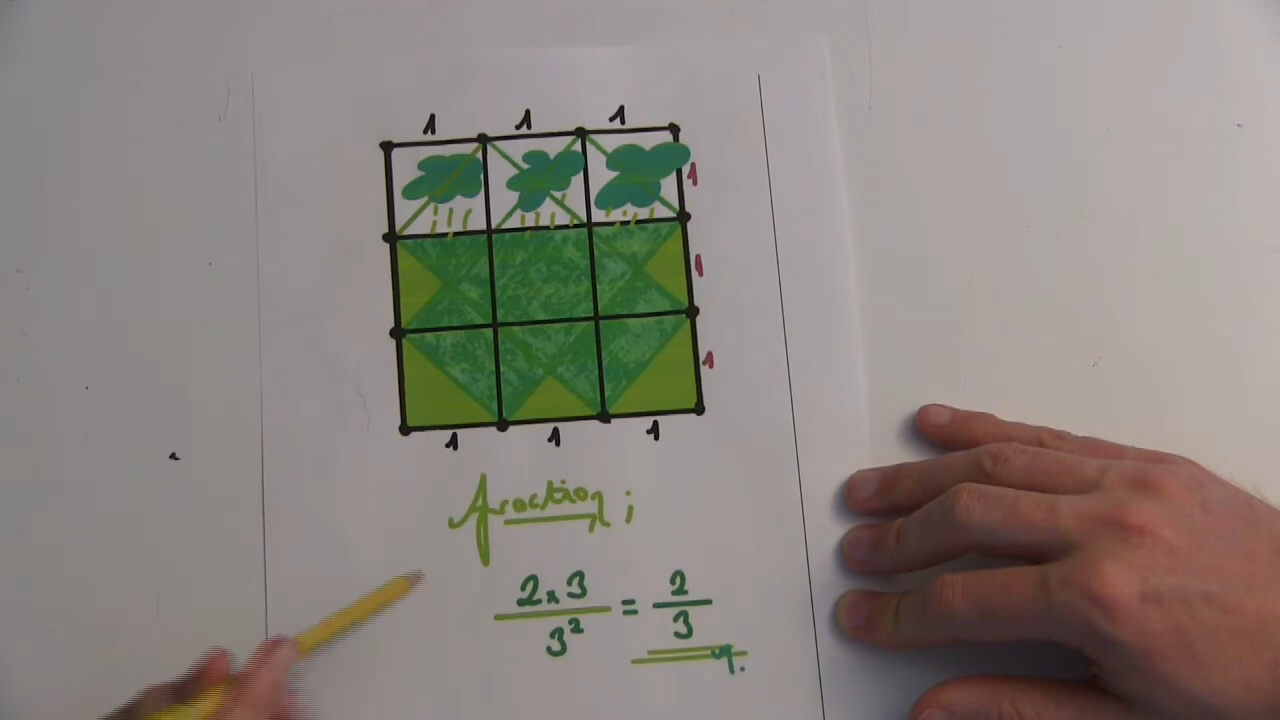 1 1 1
1
1
1
1 1 1
fraction ;
2 x 3 / 3² = 2 / 3